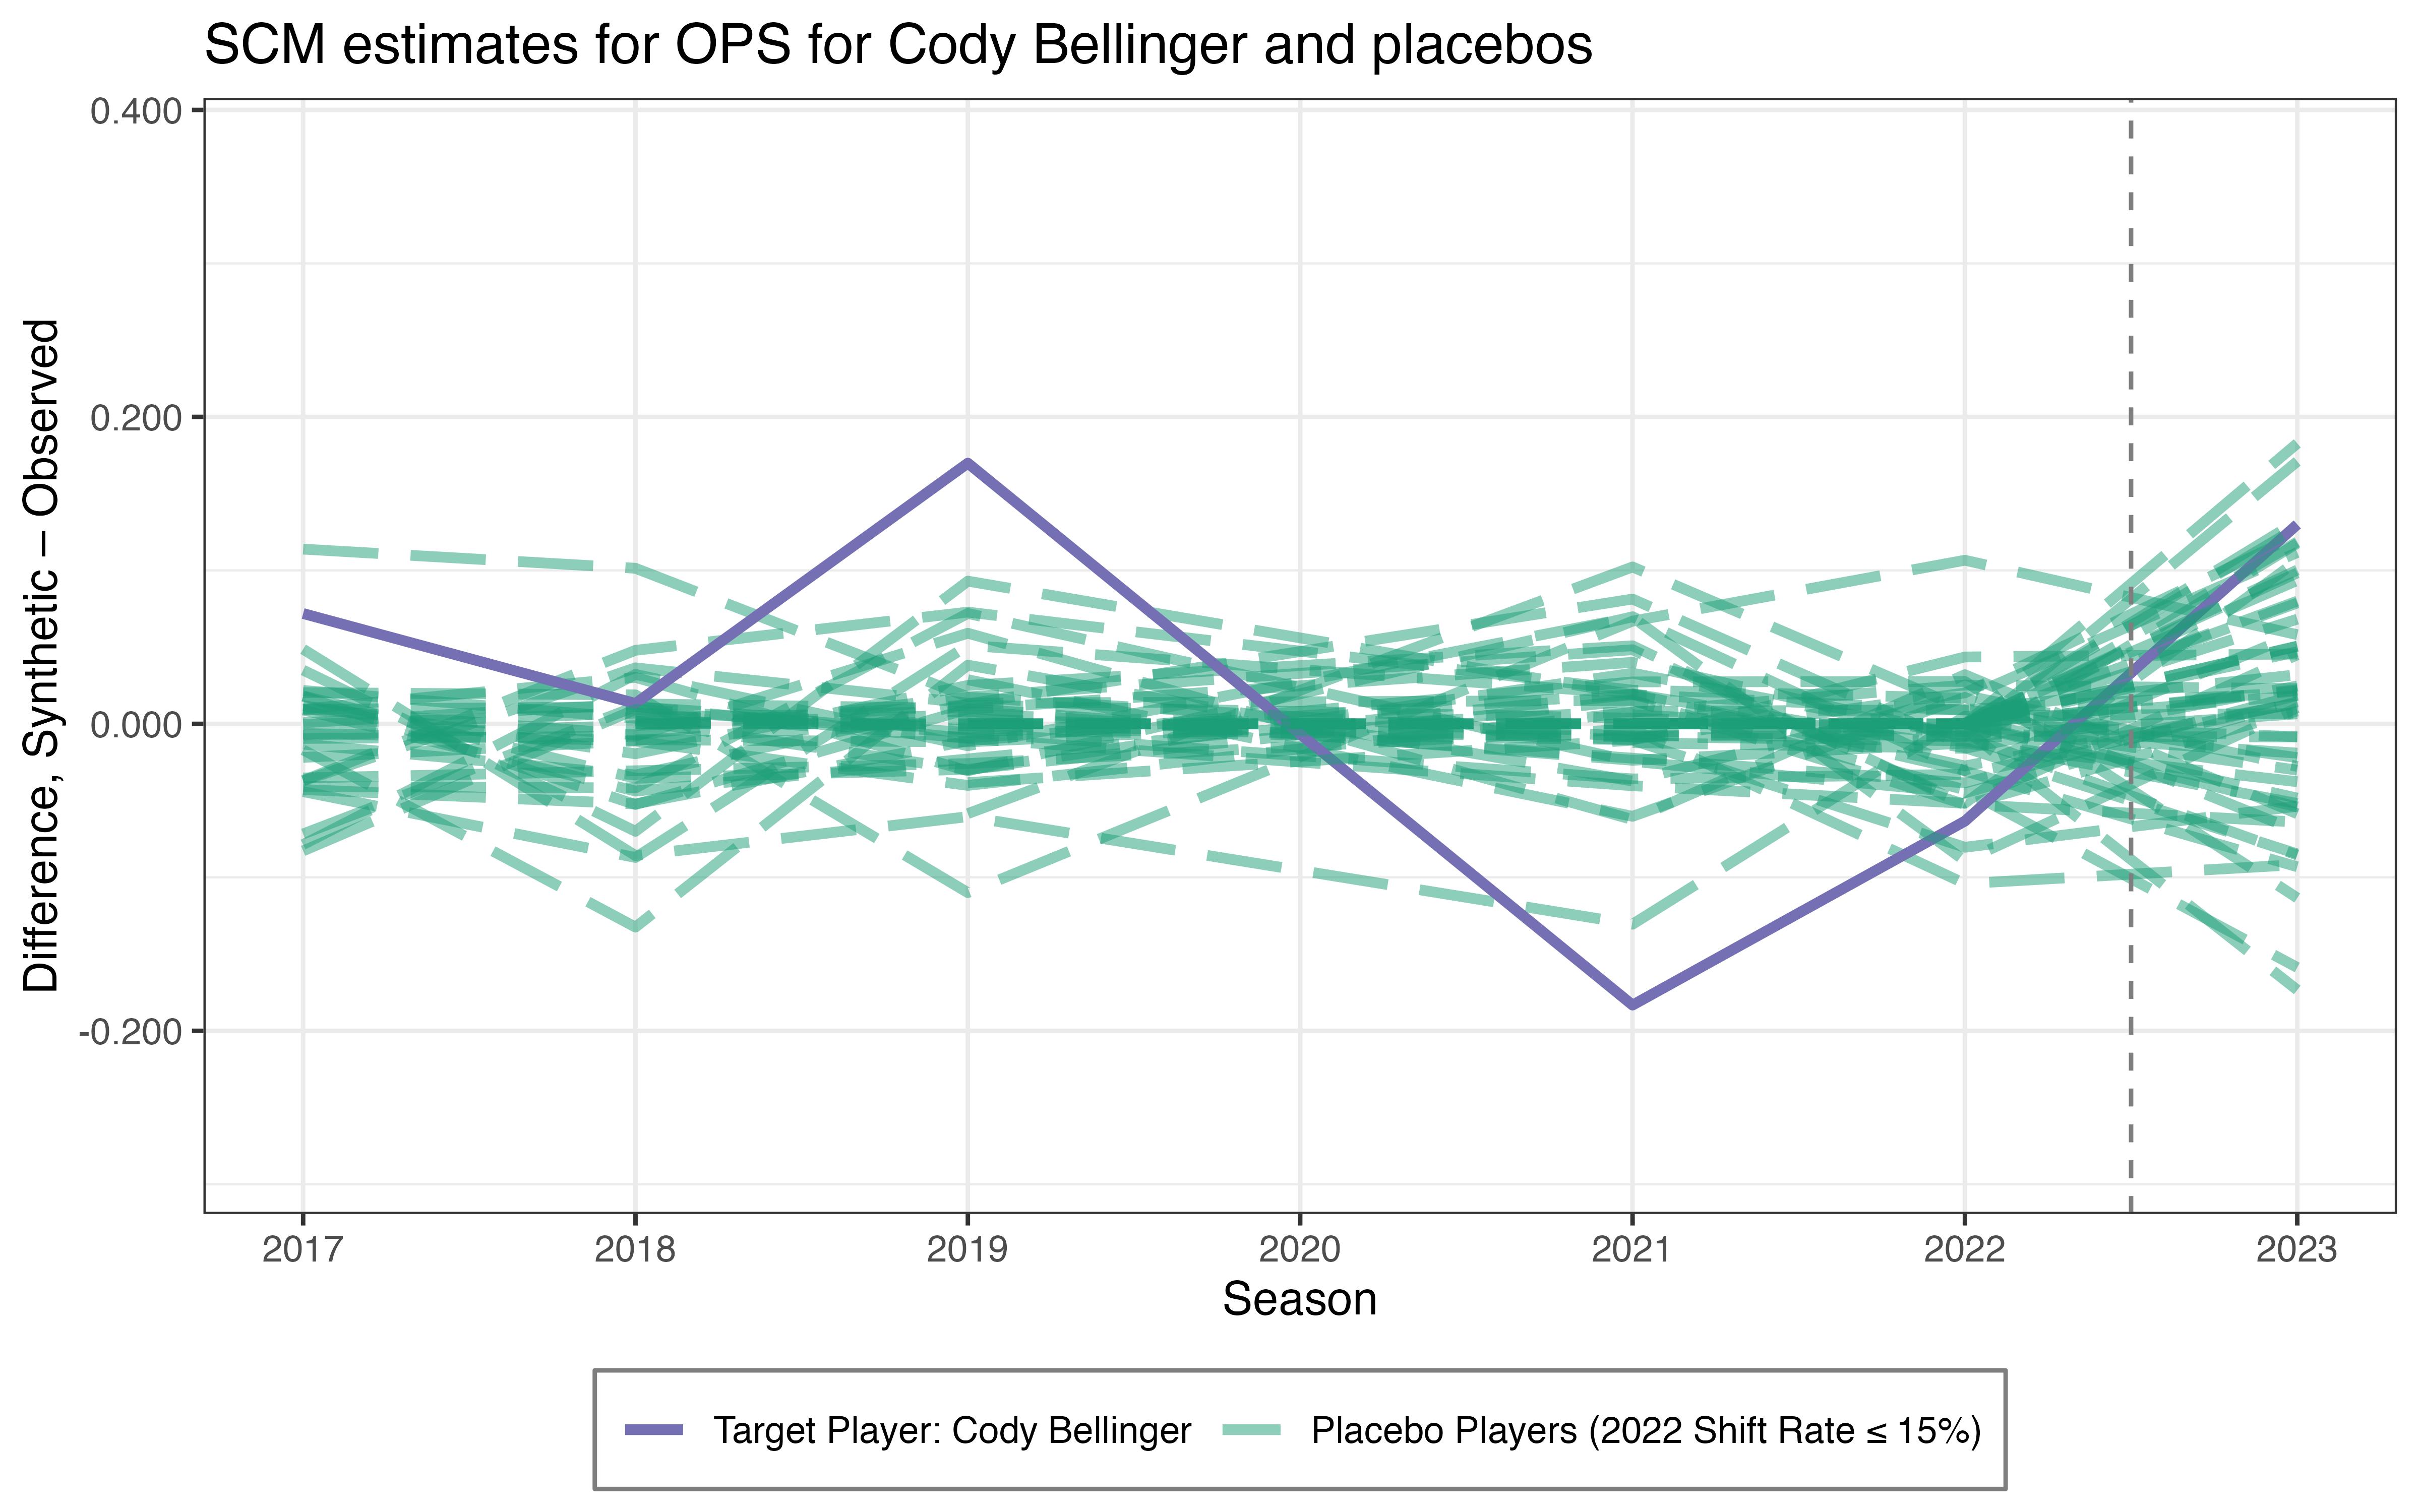 SCM estimates for OPS for Cody Bellinger and placebos
Difference, Synthetic − Observed
0.400
0.200
0.000
-0.200
2017 2018 2019 2020 2021 2022 2023
Season
Target Player: Cody Bellinger Placebo Players (2022 Shift Rate ≤ 15%)